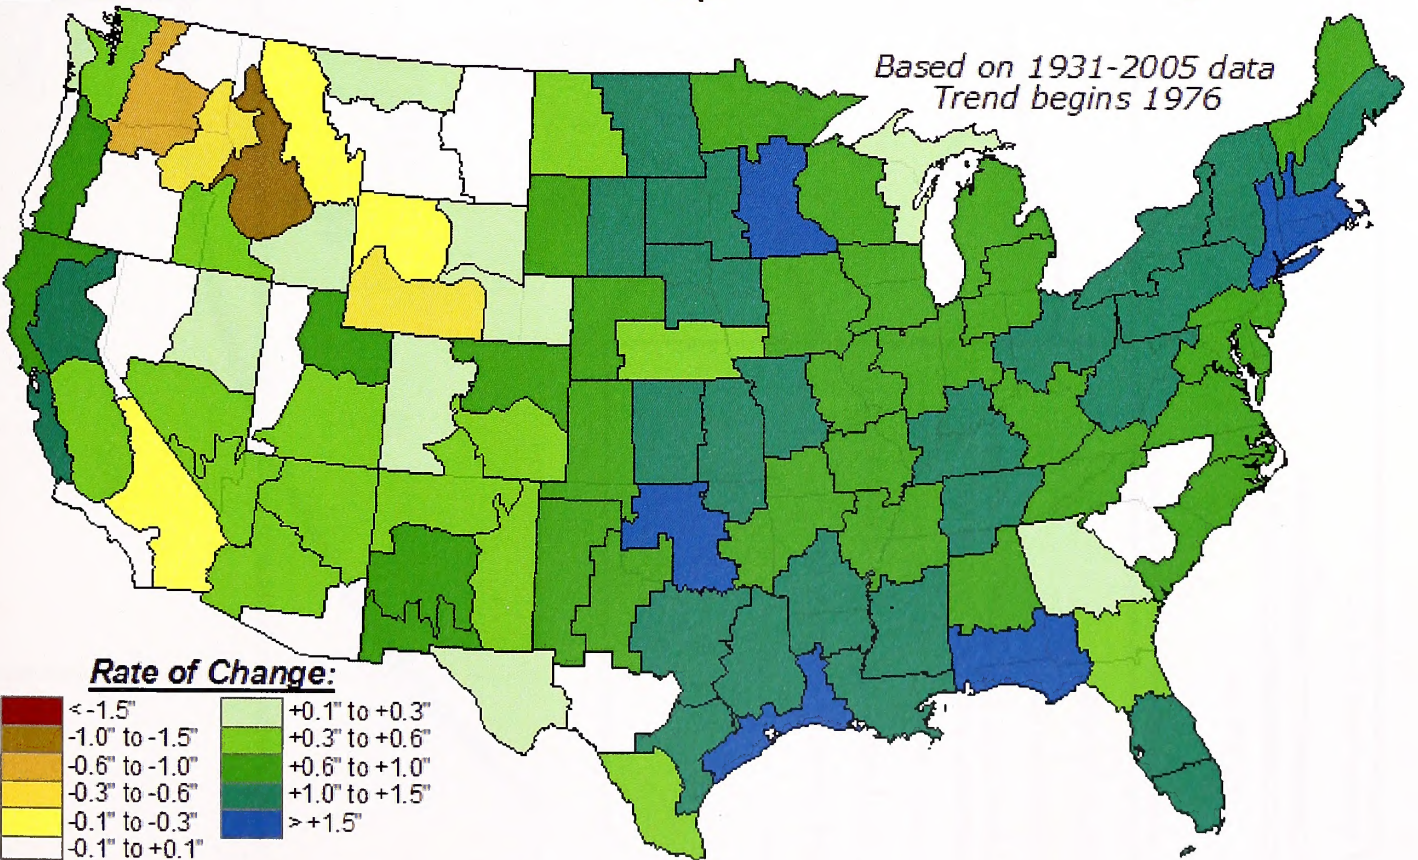 Based on 1931-2005 data
Trend begins 1976
Rate of Change:
< -1.5"
-1.0" to -1.5"
-0.6" to -1.0"
-0.3" to -0.6"
-0.1" to -0.3"
-0.1" to +0.1"
+0.1" to +0.3"
+0.3" to +0.6"
+0.6" to +1.0"
+1.0" to +1.5"
> +1.5"